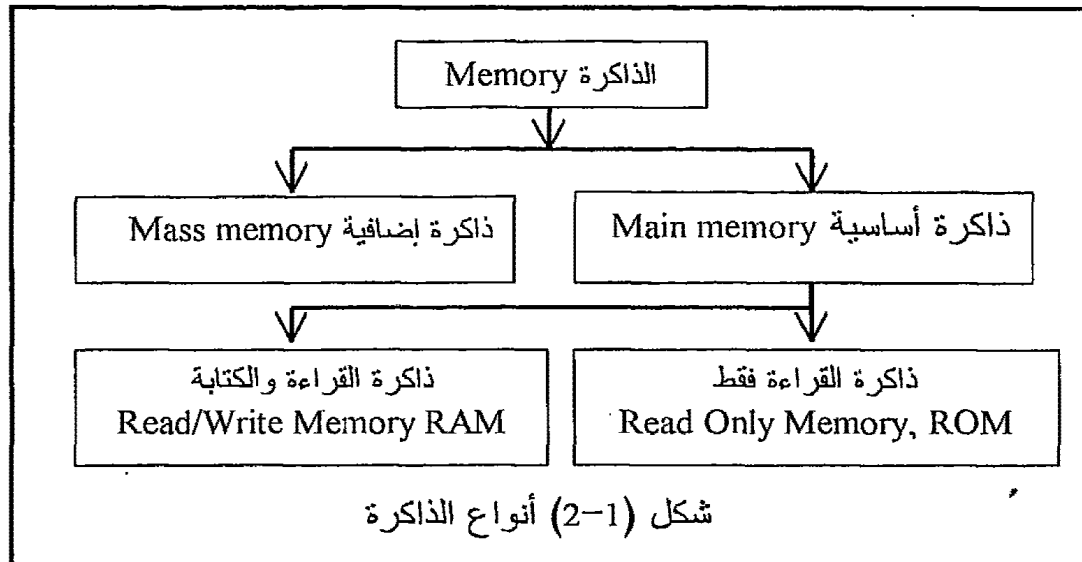 الذاكرة Memory
ذاكرة أساسية Main memory
ذاكرة إضافية Mass memory
ذاكرة القراءة فقط
Read Only Memory, ROM
ذاكرة القراءة والكتابة
Read/Write Memory RAM
شكل (1-2) أنواع الذاكرة